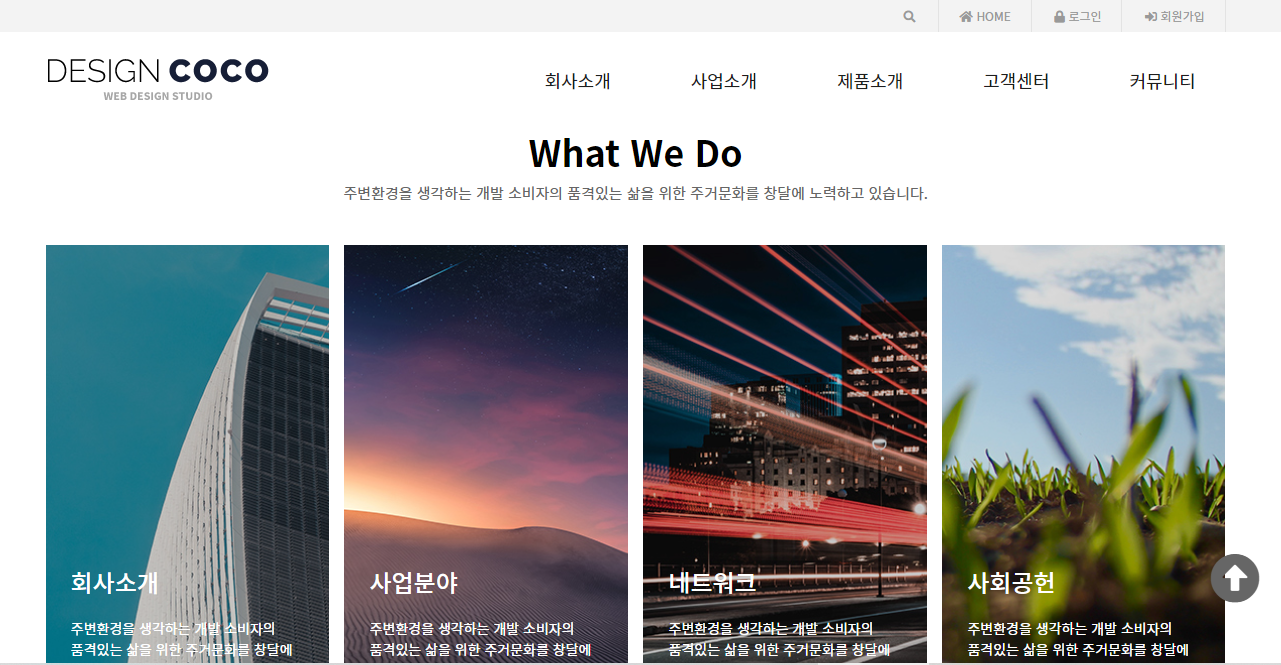 HOME
로그인
회원가입
DESIGN COCO
WEB DESIGN STUDIO
회사소개
사업소개
제품소개
고객센터
커뮤니티
What We Do
주변환경을 생각하는 개발 소비자의 품격있는 삶을 위한 주거문화를 창달에 노력하고 있습니다.
회사소개
주변환경을 생각하는 개발 소비자의
품격있는 삶을 위한 주거문화를 창달에
사업분야
주변환경을 생각하는 개발 소비자의
품격있는 삶을 위한 주거문화를 창달에
네트워크
주변환경을 생각하는 개발 소비자의
품격있는 삶을 위한 주거문화를 창달에
사회공헌
주변환경을 생각하는 개발 소비자의
품격있는 삶을 위한 주거문화를 창달에